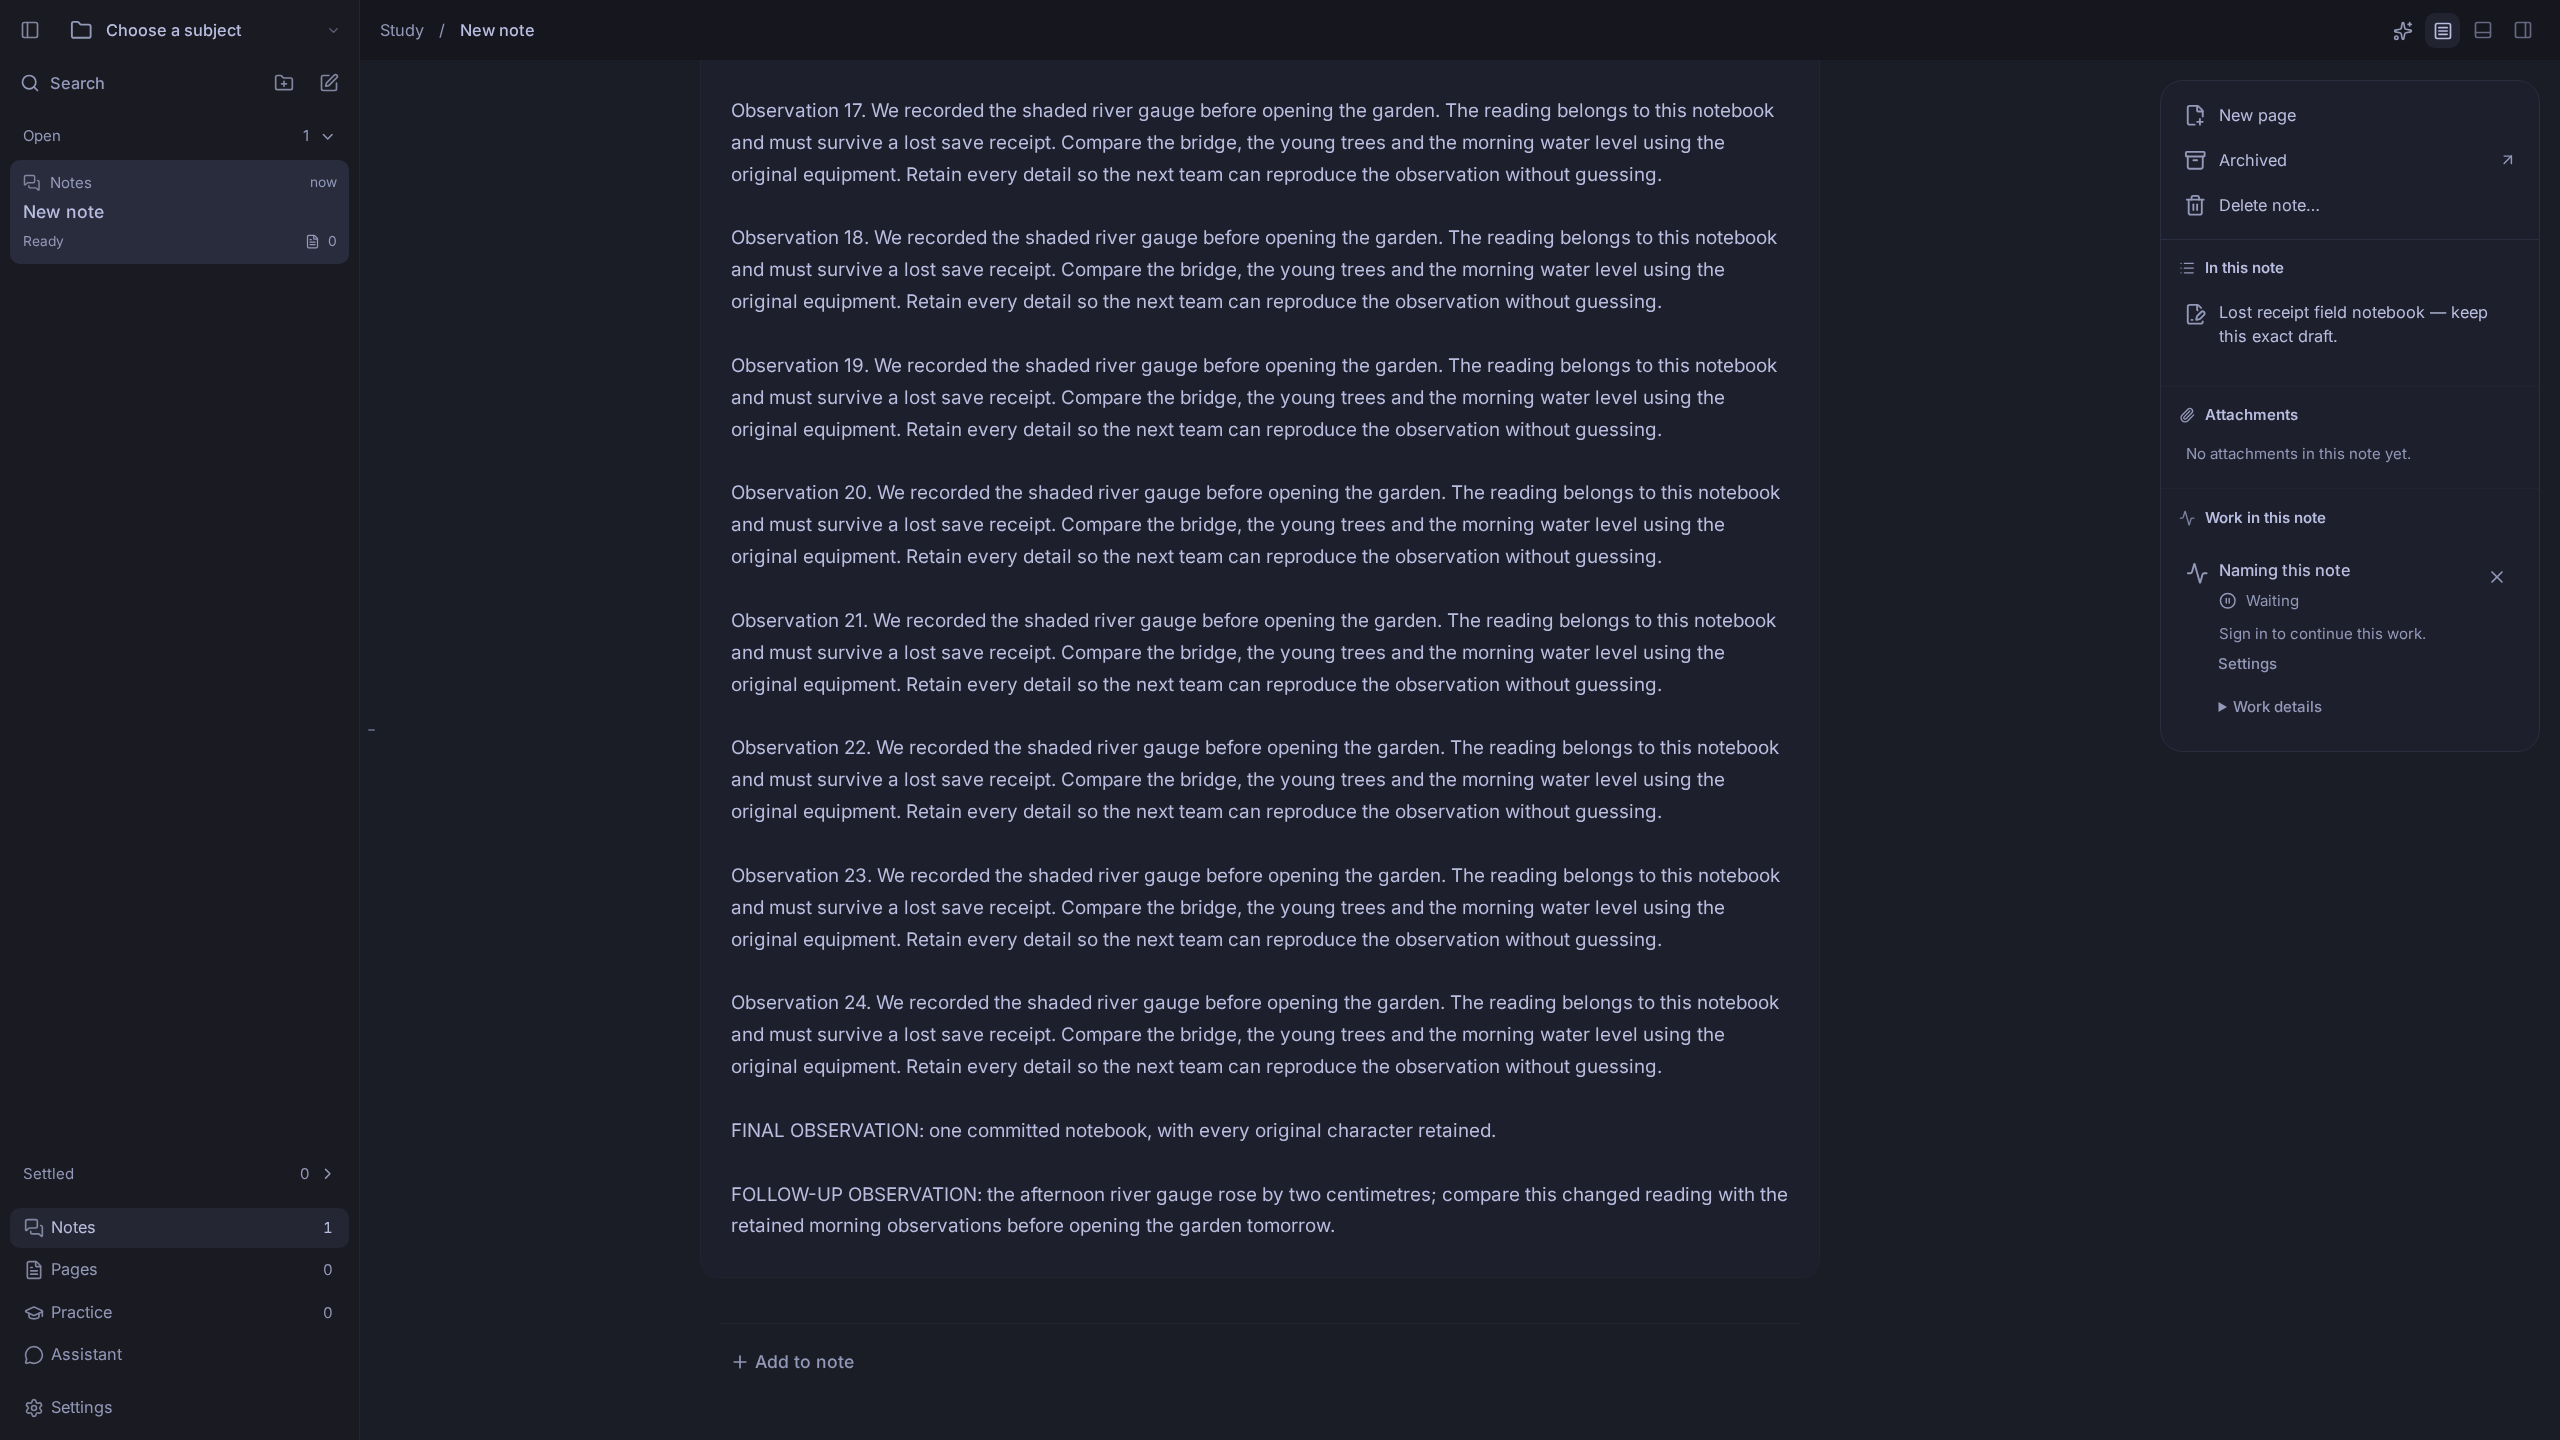 Choose a subject
Search
Open 1
Notes now
New note
Ready 0
Settled 0
Notes 1
Pages 0
Practice 0
Assistant
Settings
Study / New note
Observation 17. We recorded the shaded river gauge before opening the garden. The reading belongs to this notebook
and must survive a lost save receipt. Compare the bridge, the young trees and the morning water level using the
original equipment. Retain every detail so the next team can reproduce the observation without guessing.
Observation 18. We recorded the shaded river gauge before opening the garden. The reading belongs to this notebook
and must survive a lost save receipt. Compare the bridge, the young trees and the morning water level using the
original equipment. Retain every detail so the next team can reproduce the observation without guessing.
Observation 19. We recorded the shaded river gauge before opening the garden. The reading belongs to this notebook
and must survive a lost save receipt. Compare the bridge, the young trees and the morning water level using the
original equipment. Retain every detail so the next team can reproduce the observation without guessing.
Observation 20. We recorded the shaded river gauge before opening the garden. The reading belongs to this notebook
and must survive a lost save receipt. Compare the bridge, the young trees and the morning water level using the
original equipment. Retain every detail so the next team can reproduce the observation without guessing.
Observation 21. We recorded the shaded river gauge before opening the garden. The reading belongs to this notebook
and must survive a lost save receipt. Compare the bridge, the young trees and the morning water level using the
original equipment. Retain every detail so the next team can reproduce the observation without guessing.
Observation 22. We recorded the shaded river gauge before opening the garden. The reading belongs to this notebook
and must survive a lost save receipt. Compare the bridge, the young trees and the morning water level using the
original equipment. Retain every detail so the next team can reproduce the observation without guessing.
Observation 23. We recorded the shaded river gauge before opening the garden. The reading belongs to this notebook
and must survive a lost save receipt. Compare the bridge, the young trees and the morning water level using the
original equipment. Retain every detail so the next team can reproduce the observation without guessing.
Observation 24. We recorded the shaded river gauge before opening the garden. The reading belongs to this notebook
and must survive a lost save receipt. Compare the bridge, the young trees and the morning water level using the
original equipment. Retain every detail so the next team can reproduce the observation without guessing.
FINAL OBSERVATION: one committed notebook, with every original character retained.
FOLLOW-UP OBSERVATION: the afternoon river gauge rose by two centimetres; compare this changed reading with the
retained morning observations before opening the garden tomorrow.
Add to note
New page
Archived
Delete note...
In this note
Lost receipt field notebook — keep
this exact draft.
Attachments
No attachments in this note yet.
Work in this note
Naming this note
Waiting
Sign in to continue this work.
Settings
Work details